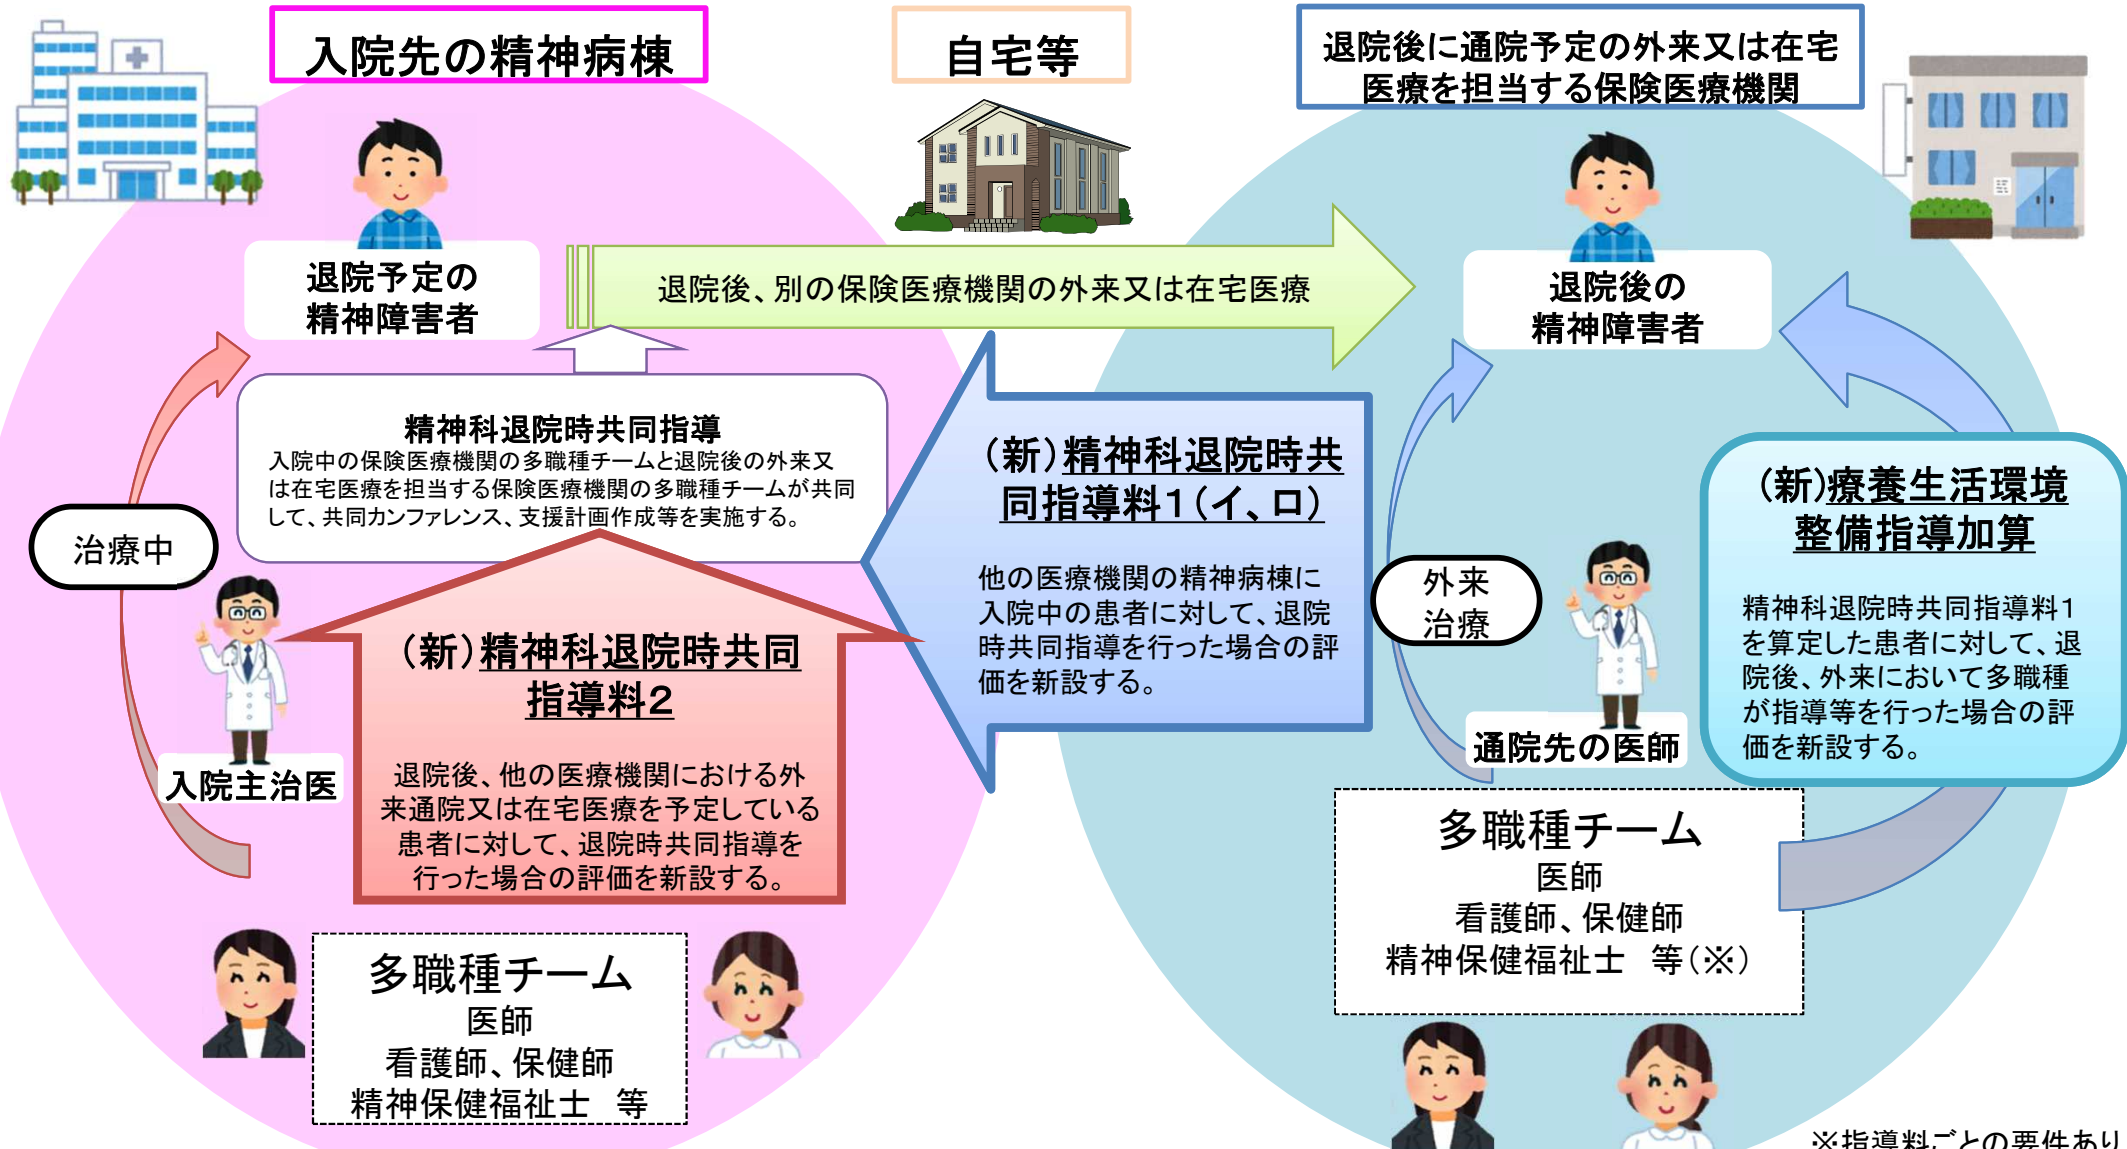 入院先の精神病棟
自宅等
退院後に通院予定の外来又は在宅
医療を担当する保険医療機関
退院予定の
精神障害者
退院後、別の保険医療機関の外来又は在宅医療
退院後の
精神障害者
精神科退院時共同指導
入院中の保険医療機関の多職種チームと退院後の外来又
は在宅医療を担当する保険医療機関の多職種チームが共同
して、共同カンファレンス、支援計画作成等を実施する。
治療中
入院主治医
(新)精神科退院時共同
指導料2
退院後、他の医療機関における外
来通院又は在宅医療を予定している
患者に対して、退院時共同指導を
行った場合の評価を新設する。
多職種チーム
医師
看護師、保健師
精神保健福祉士 等
(新)精神科退院時共
同指導料1(イ、ロ)
他の医療機関の精神病棟に
入院中の患者に対して、退院
時共同指導を行った場合の評
価を新設する。
外来
治療
通院先の医師
(新)療養生活環境
整備指導加算
精神科退院時共同指導料1
を算定した患者に対して、退
院後、外来において多職種
が指導等を行った場合の評
価を新設する。
多職種チーム
医師
看護師、保健師
精神保健福祉士 等(※)
※指導料ごとの要件あり